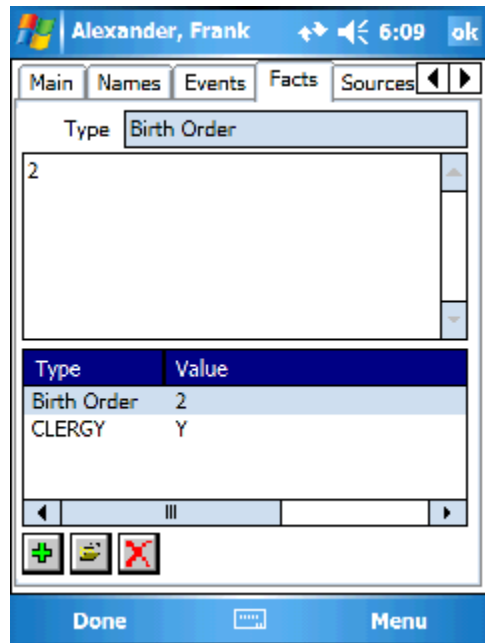 Alexander, Frank 6:09 ok
Main Names Events Facts Sources
Type Birth Order
2
Type Value
Birth Order 2
CLERGY Y
Done Menu